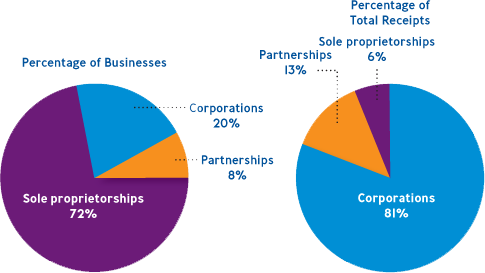 Percentage of Businesses
Corporations
20%
Partnerships
8%
Sole proprietorships
72%
Percentage of
Total Receipts
Sole proprietorships
6%
Partnerships
13%
Corporations
81%